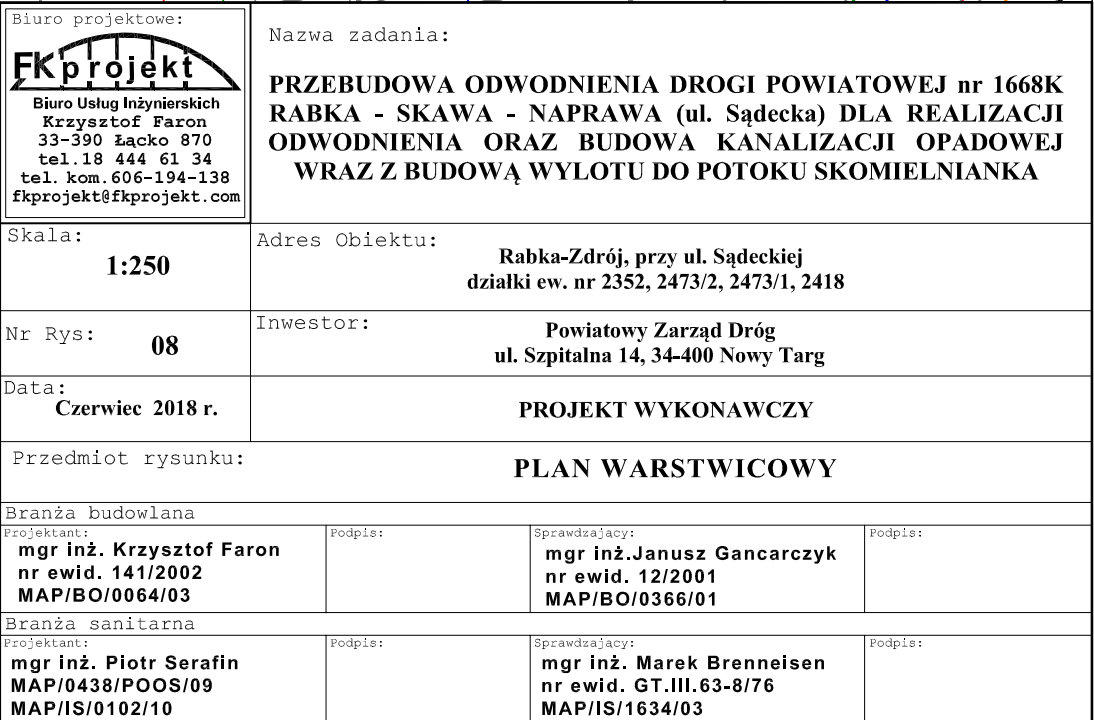 Biuro projektowe:
FKprojekt
Biuro Usług Inżynierskich
Krzysztof Faron
33-390 Łącko 870
tel.18 444 61 34
tel. kom.606-194-138
fkprojekt@fkprojekt.com
Nazwa zadania:
PRZEBUDOWA ODWODNIENIA DROGI POWIATOWEJ nr 1668K
RABKA - SKAWA - NAPRAWA (ul. Sądecka) DLA REALIZACJI
ODWODNIENIA ORAZ BUDOWA KANALIZACJI OPADOWEJ
WRAZ Z BUDOWĄ WYLOTU DO POTOKU SKOMIELNIANKA
Skala:
1:250
Adres Obiektu:
Rabka-Zdrój, przy ul. Sądeckiej
działki ew. nr 2352, 2473/2, 2473/1, 2418
Nr Rys:
08
Inwestor:
Powiatowy Zarząd Dróg
ul. Szpitalna 14, 34-400 Nowy Targ
Data:
Czerwiec 2018 r.
PROJEKT WYKONAWCZY
Przedmiot rysunku:
PLAN WARSTWICOWY
Branża budowlana
Projektant:
mgr inż. Krzysztof Faron
nr ewid. 141/2002
MAP/BO/0064/03
Podpis:
Sprawdzający:
mgr inż.Janusz Gancarczyk
nr ewid. 12/2001
MAP/BO/0366/01
Podpis:
Branża sanitarna
Projektant:
mgr inż. Piotr Serafin
MAP/0438/POOS/09
MAP/IS/0102/10
Podpis:
Sprawdzający:
mgr inż. Marek Brenneisen
nr ewid. GT.III.63-8/76
MAP/IS/1634/03
Podpis: